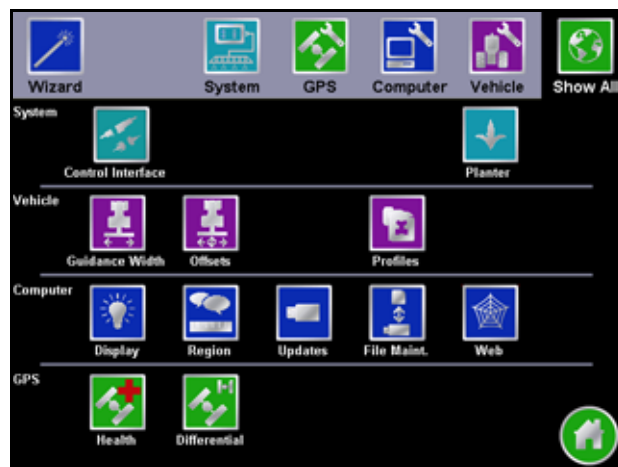 Wizard System GPS Computer Vehicle Show All
System
Control Interface Planter
Vehicle
Guidance Width Offsets Profiles
Computer
Display Region Updates File Maint. Web
GPS
Health Differential